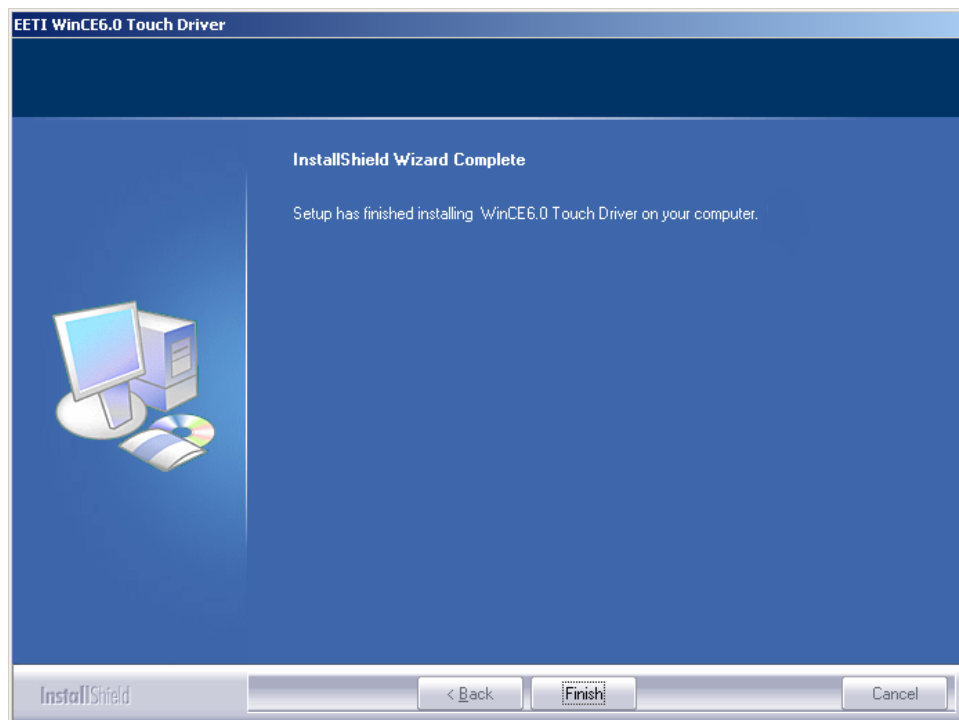 EETI WinCE6.0 Touch Driver
InstallShield Wizard Complete
Setup has finished installing WinCE6.0 Touch Driver on your computer.
InstallShield
< Back
Finish
Cancel